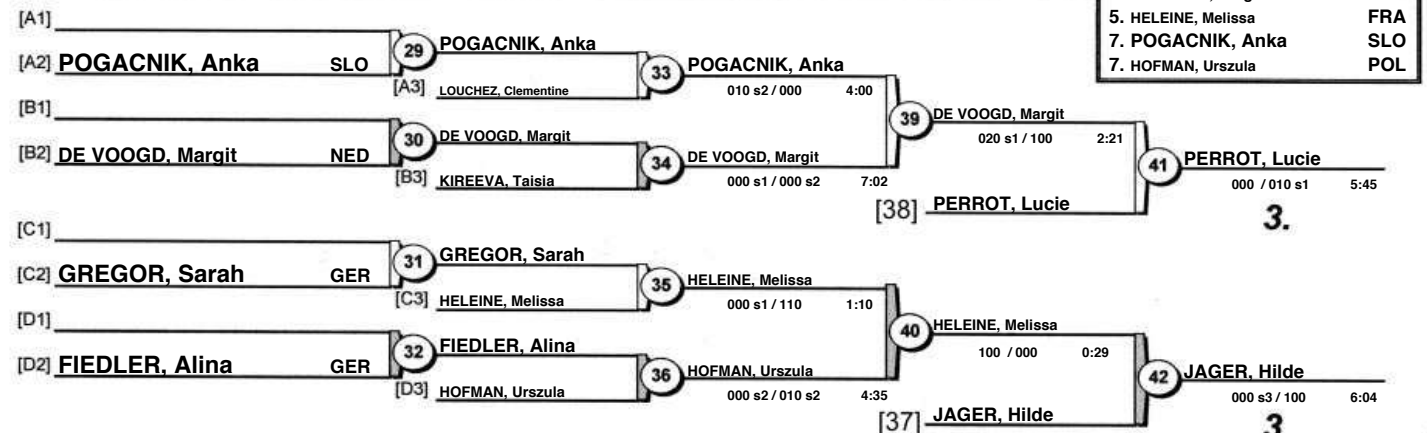 5. HELEINE, Melissa FRA
7. POGACNIK, Anka SLO
7. HOFMAN, Urszula POL
[A1]
[A2] POGACNIK, Anka SLO
29
POGACNIK, Anka
[A3] LOUCHEZ, Clementine
33
POGACNIK, Anka
010 s2 / 000 4:00
[B1]
[B2] DE VOOGD, Margit NED
30
DE VOOGD, Margit
[B3] KIREEVA, Taisia
34
DE VOOGD, Margit
000 s1 / 000 s2 7:02
39
DE VOOGD, Margit
020 s1 / 100 2:21
[38] PERROT, Lucie
41
PERROT, Lucie
000 / 010 s1 5:45
3.
[C1]
[C2] GREGOR, Sarah GER
31
GREGOR, Sarah
[C3] HELEINE, Melissa
35
HELEINE, Melissa
000 s1 / 110 1:10
[D1]
[D2] FIEDLER, Alina GER
32
FIEDLER, Alina
[D3] HOFMAN, Urszula
36
HOFMAN, Urszula
000 s2 / 010 s2 4:35
40
HELEINE, Melissa
100 / 000 0:29
[37] JAGER, Hilde
42
JAGER, Hilde
000 s3 / 100 6:04
3